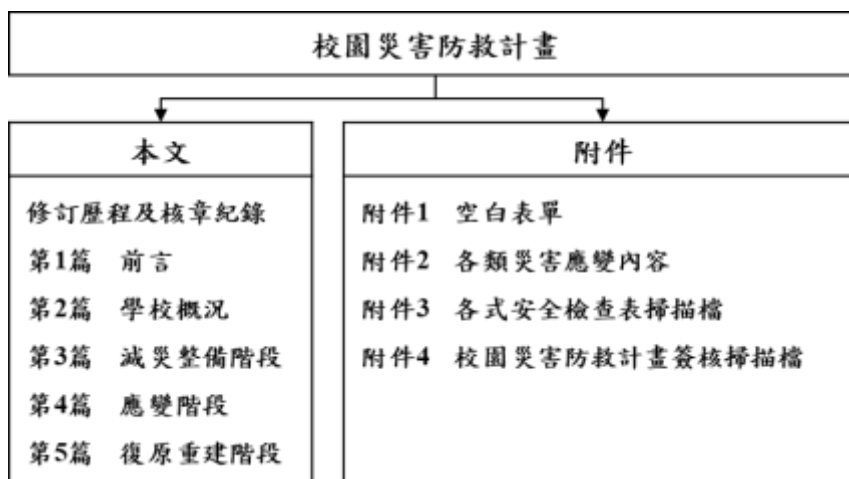 校園災害防救計畫
本文
修訂歷程及核章紀錄
第1篇 前言
第2篇 學校概況
第3篇 減災整備階段
第4篇 應變階段
第5篇 復原重建階段
附件
附件1 空白表單
附件2 各類災害應變內容
附件3 各式安全檢查表掃描檔
附件4 校園災害防救計畫簽核掃描檔